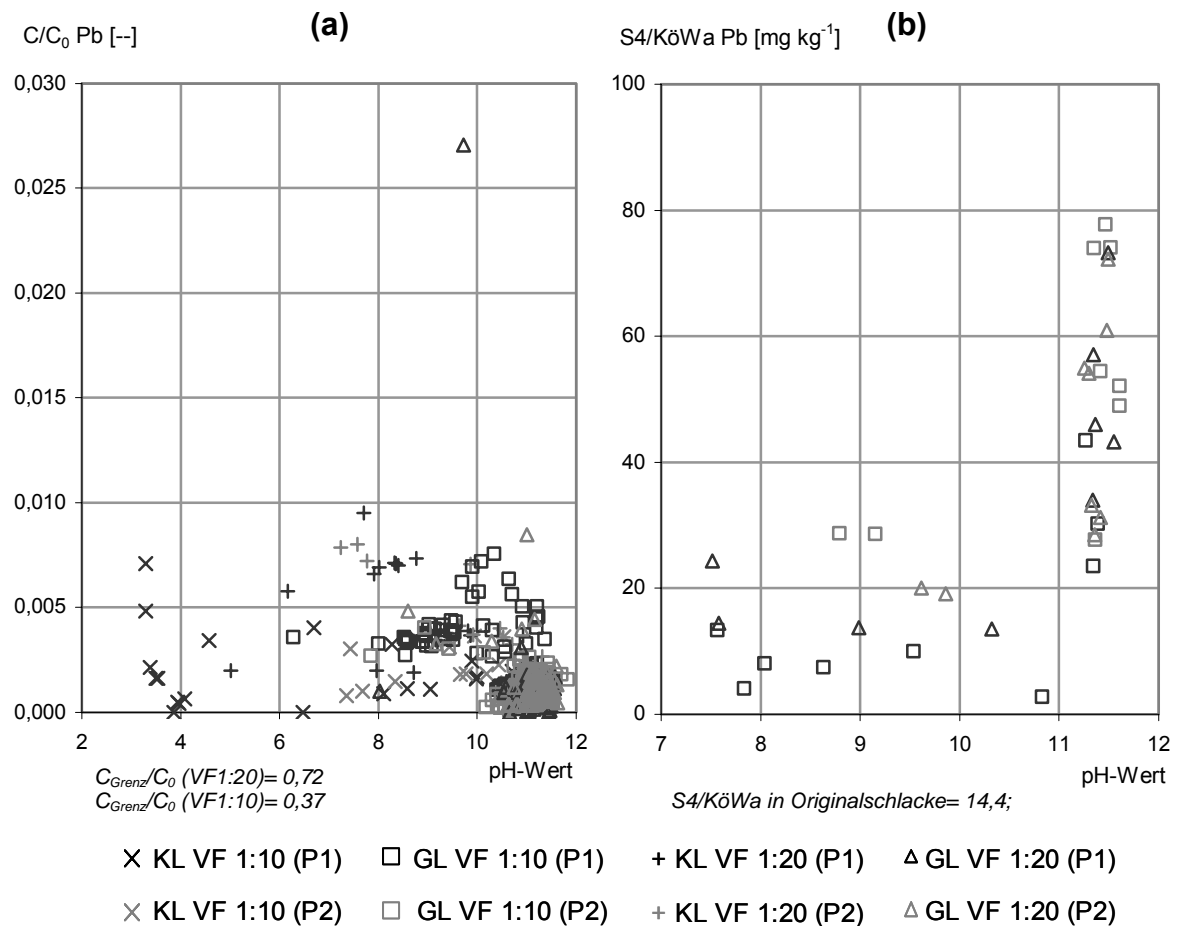 (a)
C/C₀ Pb [--]
0,030
0,025
0,020
0,015
0,010
0,005
0,000
2 4 6 8 10 12
pH-Wert
C_Grenz/C₀ (VF1:20)= 0,72
C_Grenz/C₀ (VF1:10)= 0,37
(b)
S4/KöWa Pb [mg kg⁻¹]
100
80
60
40
20
0
7 8 9 10 11 12
pH-Wert
S4/KöWa in Originalschlacke= 14,4;
KL VF 1:10 (P1) GL VF 1:10 (P1) KL VF 1:20 (P1) GL VF 1:20 (P1)
KL VF 1:10 (P2) GL VF 1:10 (P2) KL VF 1:20 (P2) GL VF 1:20 (P2)